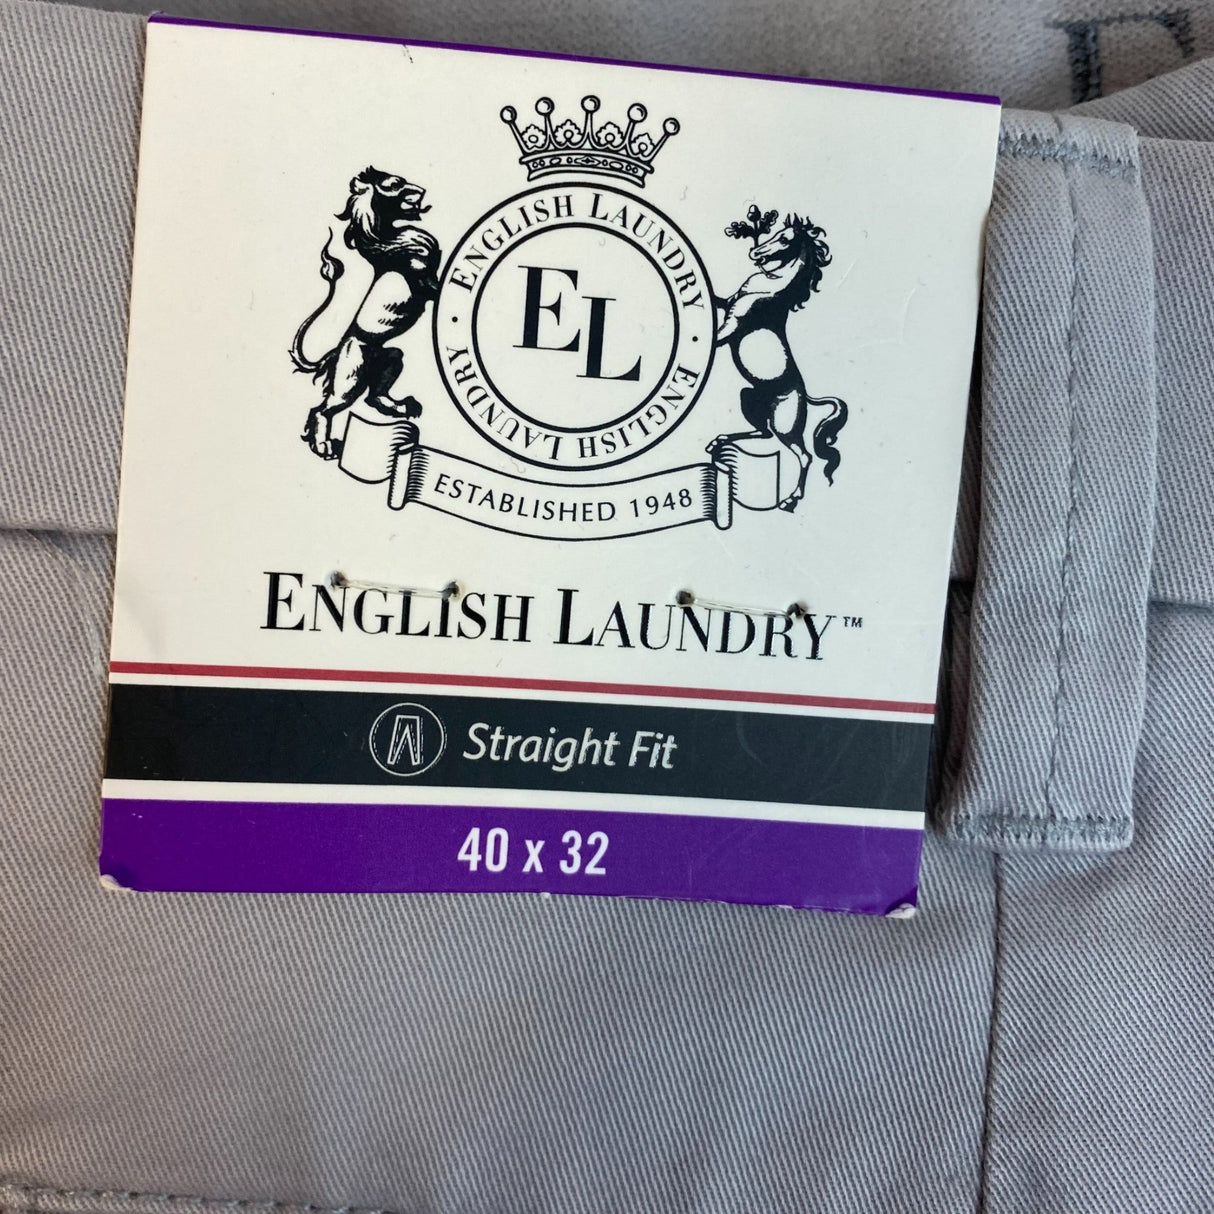 ENGLISH LAUNDRY · ENGLISH LAUNDRY ·
EL
ESTABLISHED 1948
ENGLISH LAUNDRY™
Straight Fit
40 x 32